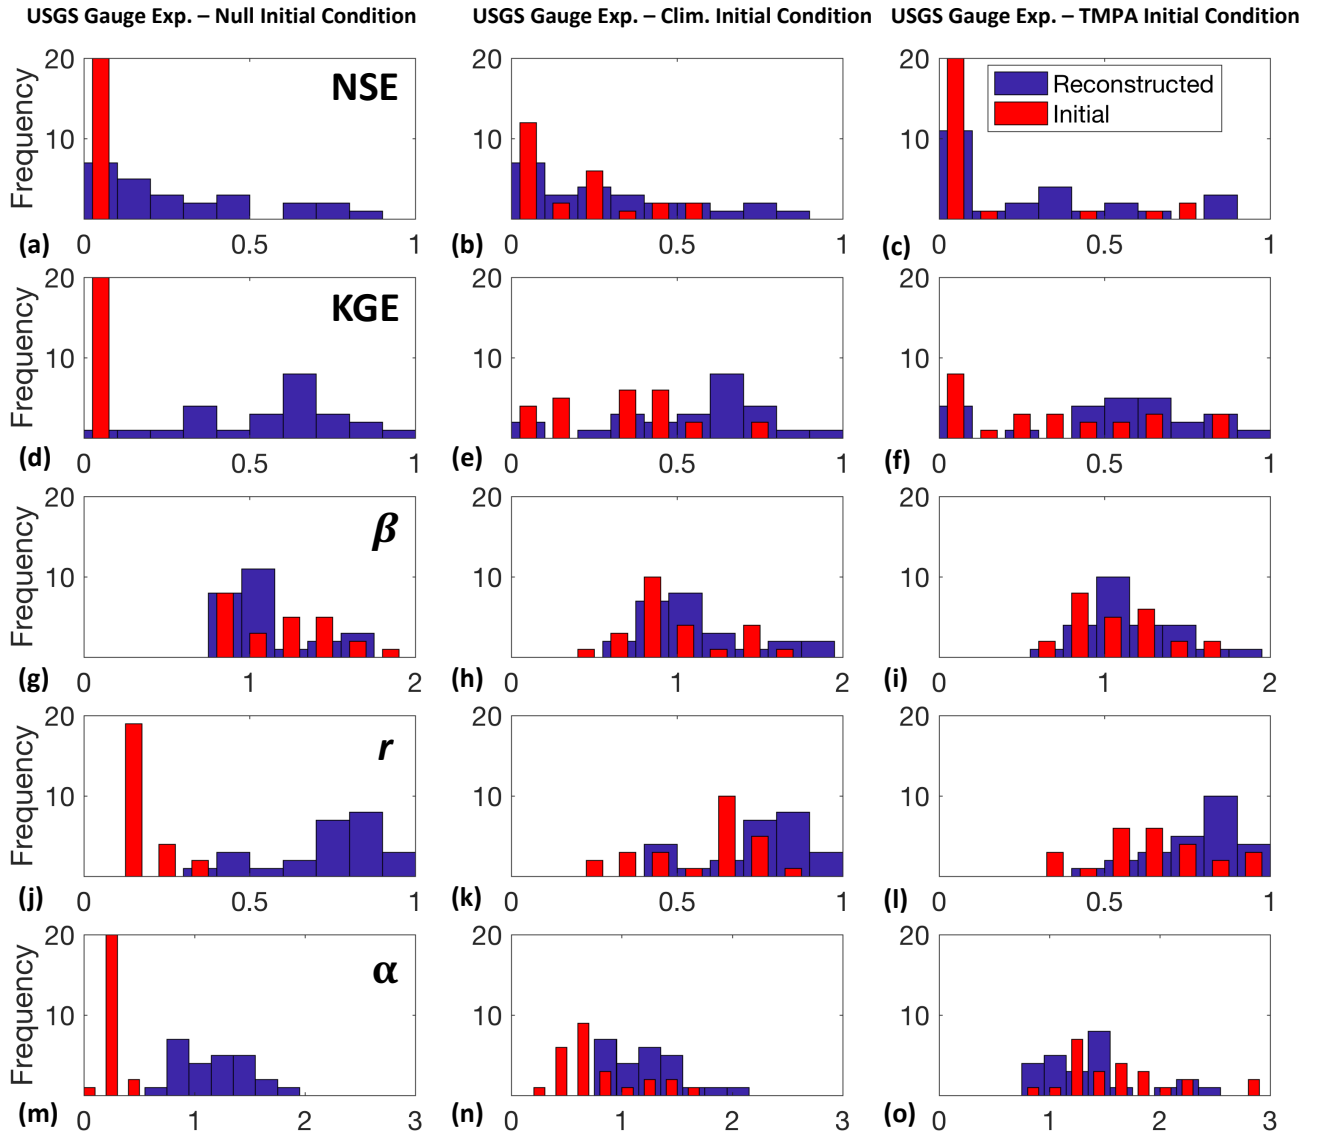 USGS Gauge Exp. – Null Initial Condition
USGS Gauge Exp. – Clim. Initial Condition
USGS Gauge Exp. – TMPA Initial Condition
Frequency
20
10
NSE
20
10
20
10
Reconstructed
Initial
(a) 0 0.5 1
(b) 0 0.5 1
(c) 0 0.5 1
Frequency
20
10
KGE
20
10
20
10
(d) 0 0.5 1
(e) 0 0.5 1
(f) 0 0.5 1
Frequency
20
10
β
20
10
20
10
(g) 1 2
(h) 0 1 2
(i) 0 1 2
Frequency
20
10
r
20
10
20
10
(j) 0 0.5 1
(k) 0 0.5 1
(l) 0.5 1
Frequency
20
10
α
20
10
20
10
(m) 0 1 2 3
(n) 0 1 2 3
(o) 1 2 3